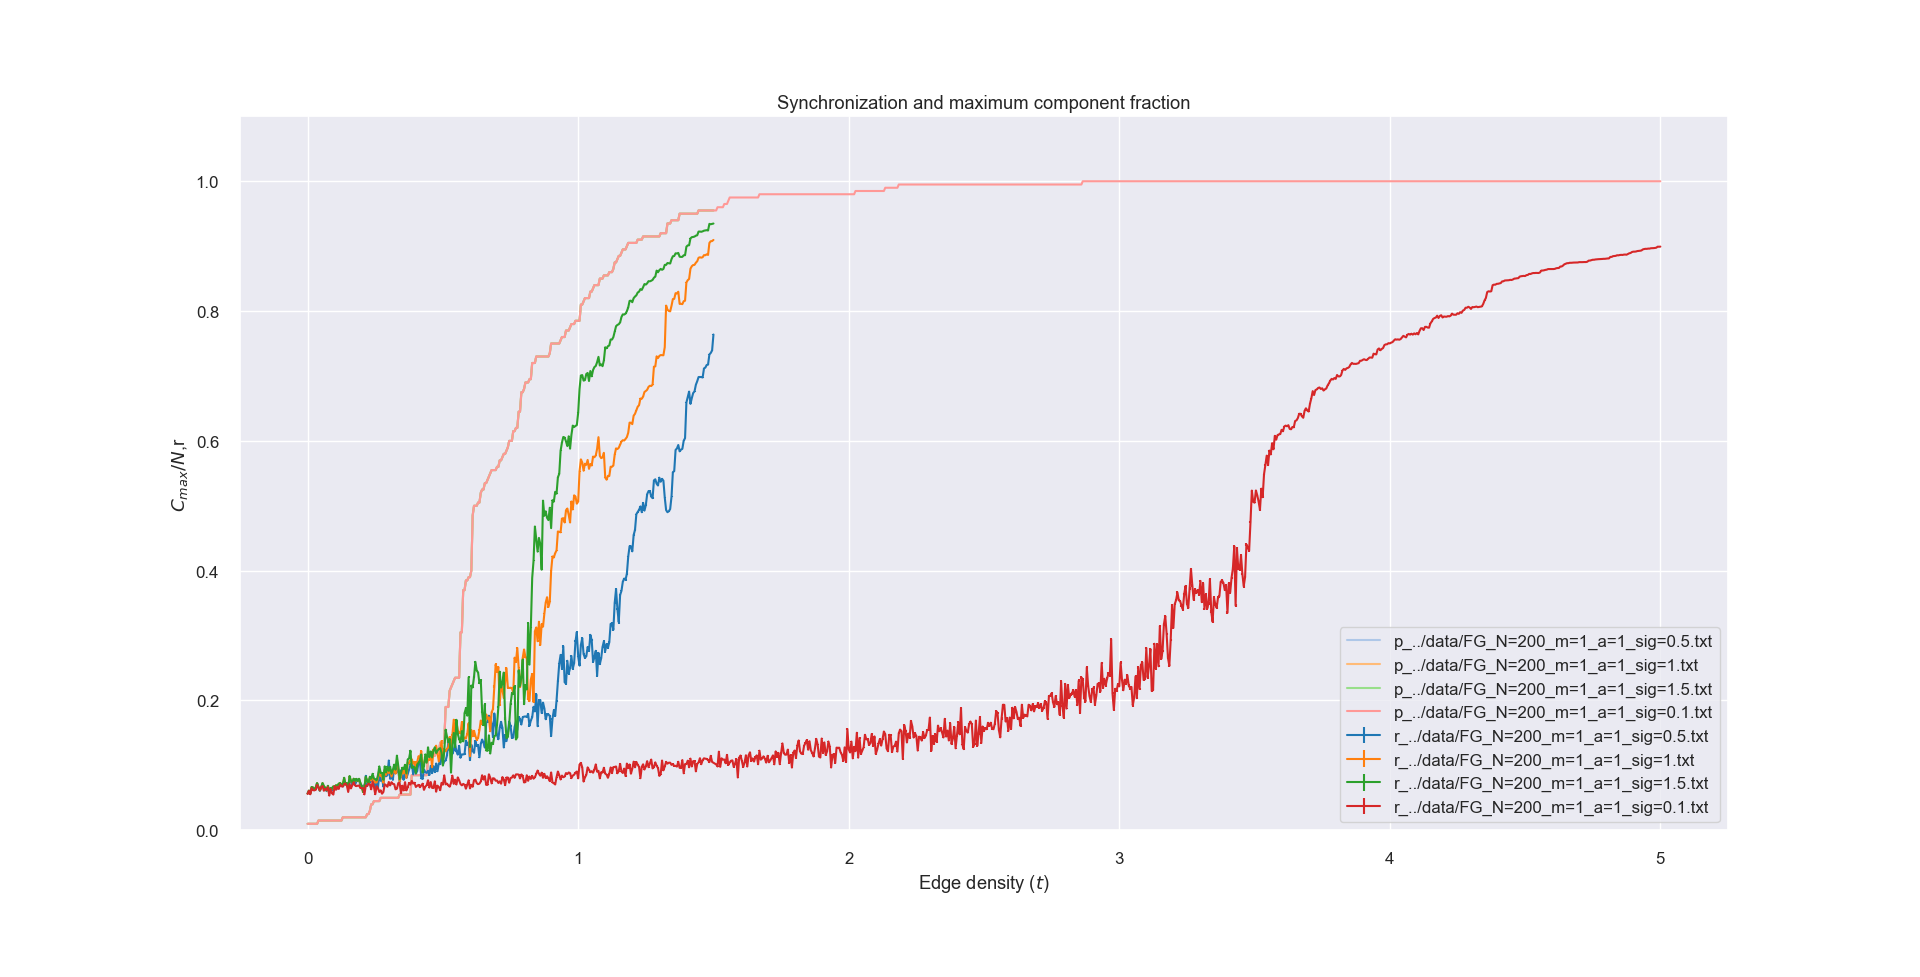 Synchronization and maximum component fraction
1.0
0.8
0.6
0.4
0.2
0.0
C_max/N,r
0 1 2 3 4 5
Edge density (t)
p_../data/FG_N=200_m=1_a=1_sig=0.5.txt
p_../data/FG_N=200_m=1_a=1_sig=1.txt
p_../data/FG_N=200_m=1_a=1_sig=1.5.txt
p_../data/FG_N=200_m=1_a=1_sig=0.1.txt
r_../data/FG_N=200_m=1_a=1_sig=0.5.txt
r_../data/FG_N=200_m=1_a=1_sig=1.txt
r_../data/FG_N=200_m=1_a=1_sig=1.5.txt
r_../data/FG_N=200_m=1_a=1_sig=0.1.txt